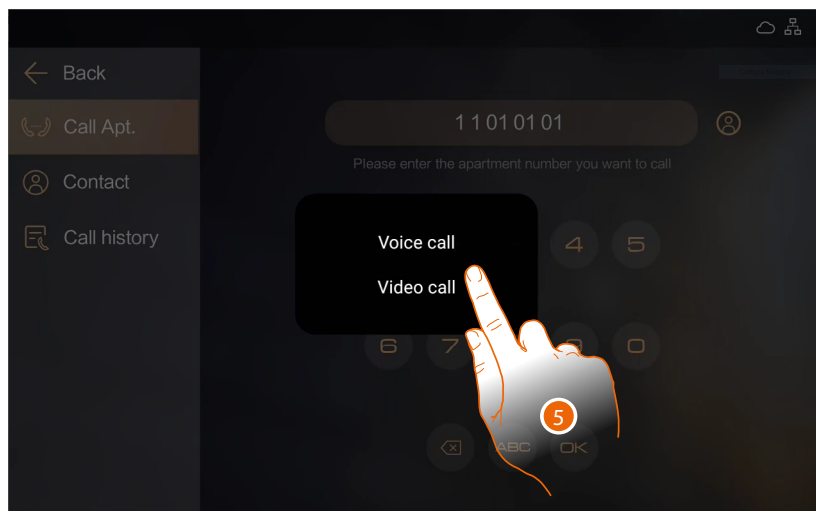 Back
Call Apt.
Contact
Call history
1 1 01 01 01
Please enter the apartment number you want to call
Voice call
Video call
4 5
6 7 9 0
ABC OK
5